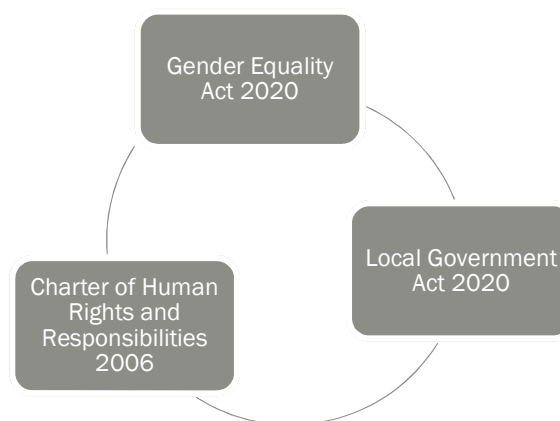 Gender Equality
Act 2020
Local Government
Act 2020
Charter of Human
Rights and
Responsibilities
2006